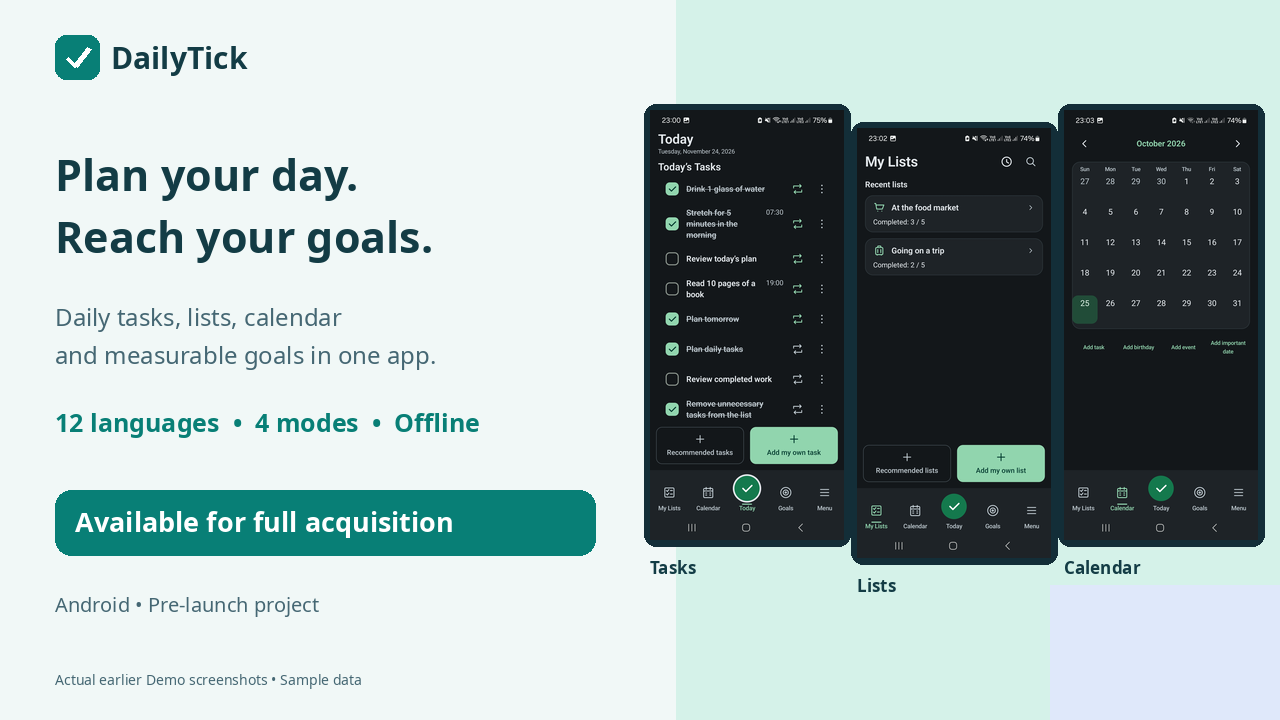 DailyTick
Plan your day.
Reach your goals.
Daily tasks, lists, calendar
and measurable goals in one app.
12 languages • 4 modes • Offline
Available for full acquisition
Android • Pre-launch project
Actual earlier Demo screenshots • Sample data
23:00
75%
Today
Tuesday, November 24, 2026
Today's Tasks
Drink 1 glass of water
Stretch for 5 07:30
minutes in the
morning
Review today's plan
Read 10 pages of a 19:00
book
Plan tomorrow
Plan daily tasks
Review completed work
Remove unnecessary
tasks from the list
+ +
Recommended tasks Add my own task
My Lists Calendar Today Goals Menu
Tasks
23:02
74%
My Lists
Recent lists
At the food market
Completed: 3 / 5
Going on a trip
Completed: 2 / 5
+ +
Recommended lists Add my own list
My Lists Calendar Today Goals Menu
Lists
23:03
74%
October 2026
Sun Mon Tue Wed Thu Fri Sat
27 28 29 30 1 2 3
4 5 6 7 8 9 10
11 12 13 14 15 16 17
18 19 20 21 22 23 24
25 26 27 28 29 30 31
Add task Add birthday Add event Add important
date
My Lists Calendar Today Goals Menu
Calendar